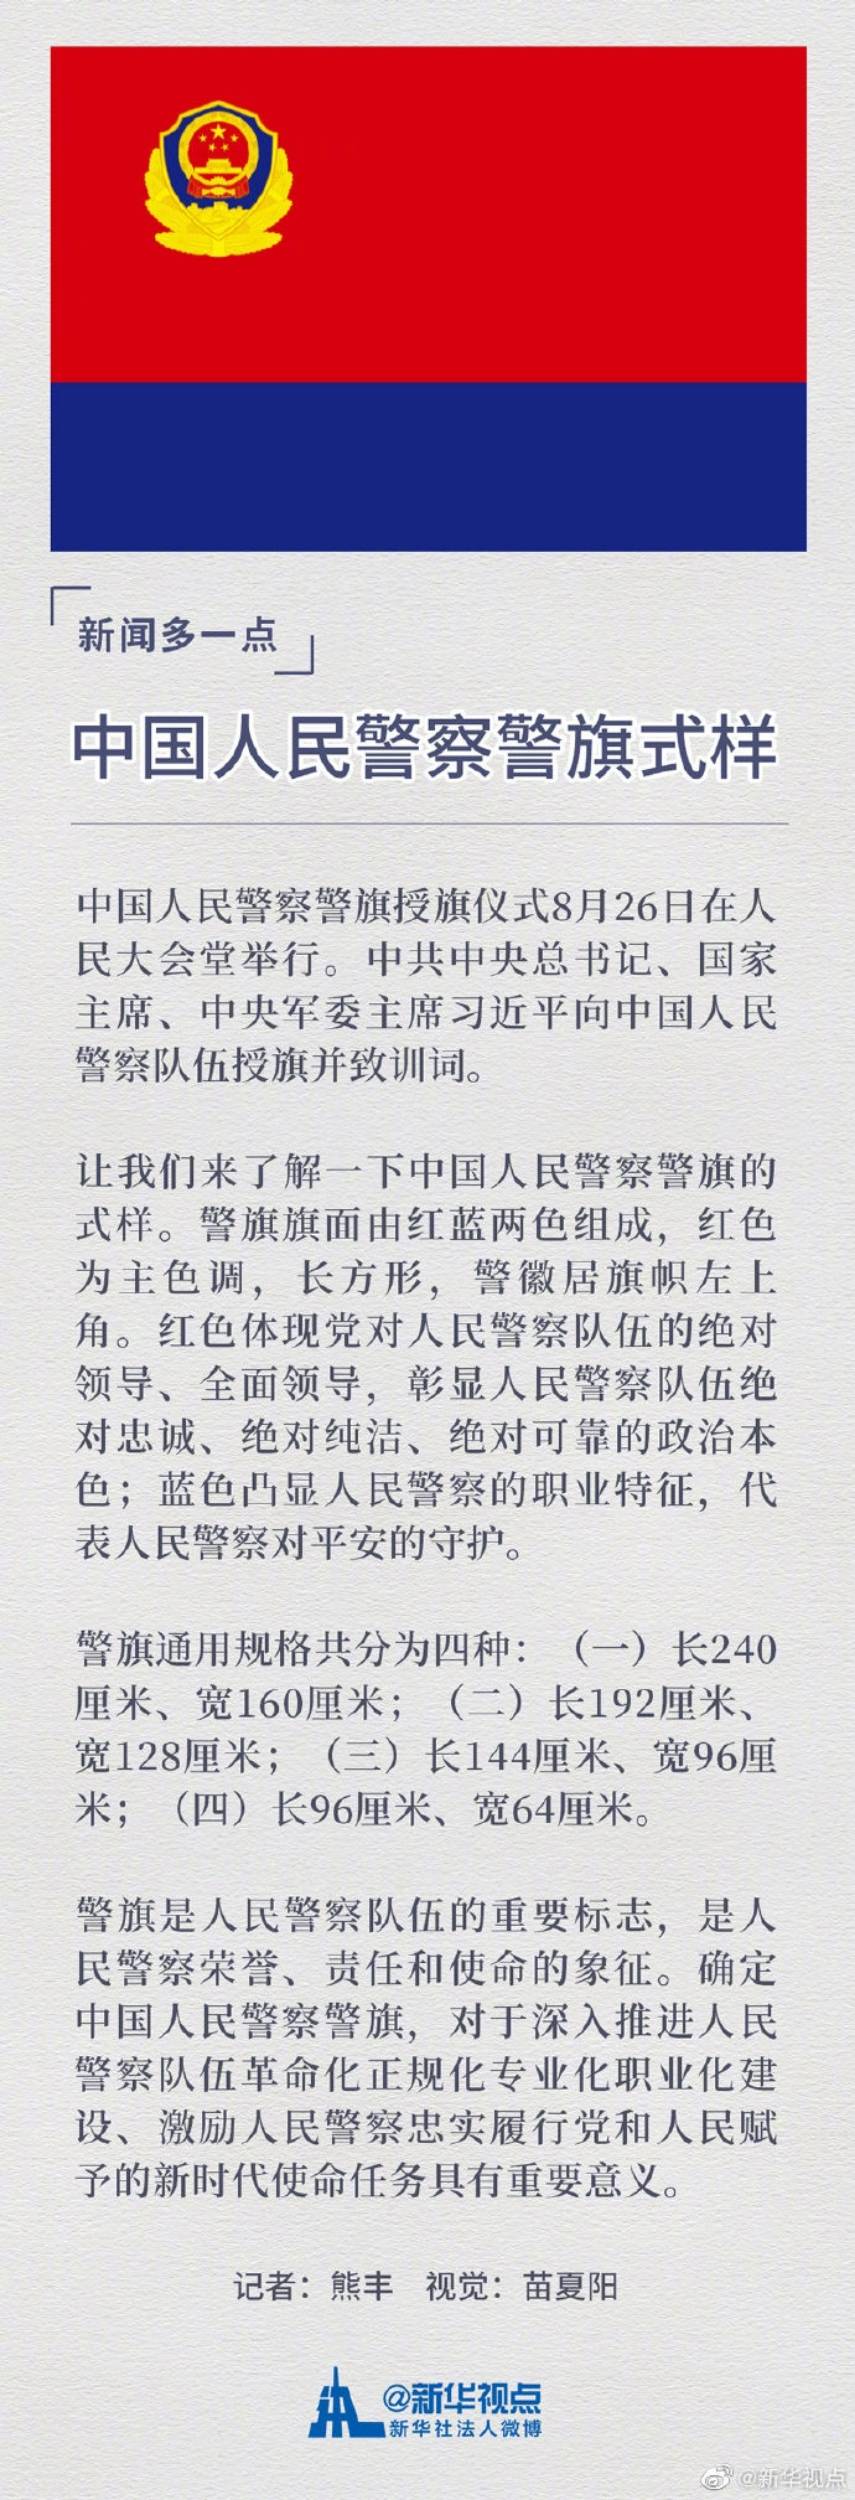 新闻多一点
中国人民警察警旗式样
中国人民警察警旗授旗仪式8月26日在人
民大会堂举行。中共中央总书记、国家
主席、中央军委主席习近平向中国人民
警察队伍授旗并致训词。
让我们来了解一下中国人民警察警旗的
式样。警旗旗面由红蓝两色组成，红色
为主色调，长方形，警徽居旗帜左上
角。红色体现党对人民警察队伍的绝对
领导、全面领导，彰显人民警察队伍绝
对忠诚、绝对纯洁、绝对可靠的政治本
色；蓝色凸显人民警察的职业特征，代
表人民警察对平安的守护。
警旗通用规格共分为四种：（一）长240
厘米、宽160厘米；（二）长192厘米、
宽128厘米；（三）长144厘米、宽96厘
米；（四）长96厘米、宽64厘米。
警旗是人民警察队伍的重要标志，是人
民警察荣誉、责任和使命的象征。确定
中国人民警察警旗，对于深入推进人民
警察队伍革命化正规化专业化职业化建
设、激励人民警察忠实履行党和人民赋
予的新时代使命任务具有重要意义。
记者：熊丰 视觉：苗夏阳
@新华视点
新华社法人微博
@新华视点